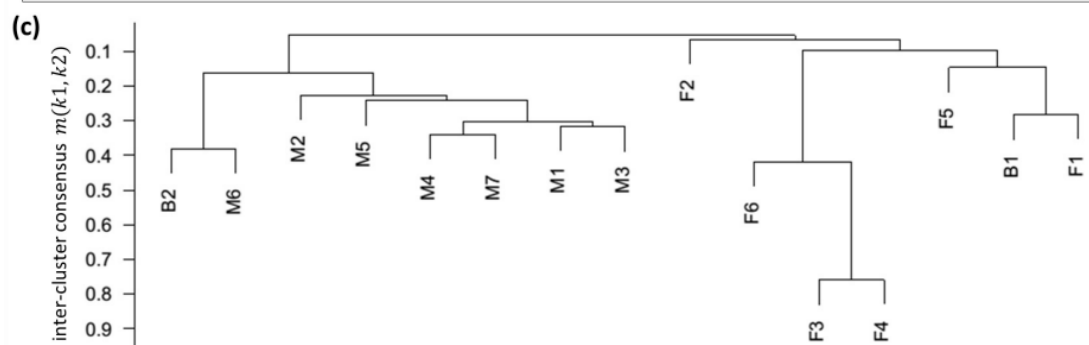 (c)
inter-cluster consensus m(k1, k2)
0.1
0.2
0.3
0.4
0.5
0.6
0.7
0.8
0.9
B2
M6
M2
M5
M4
M7
M1
M3
F2
F6
F3
F4
F5
B1
F1